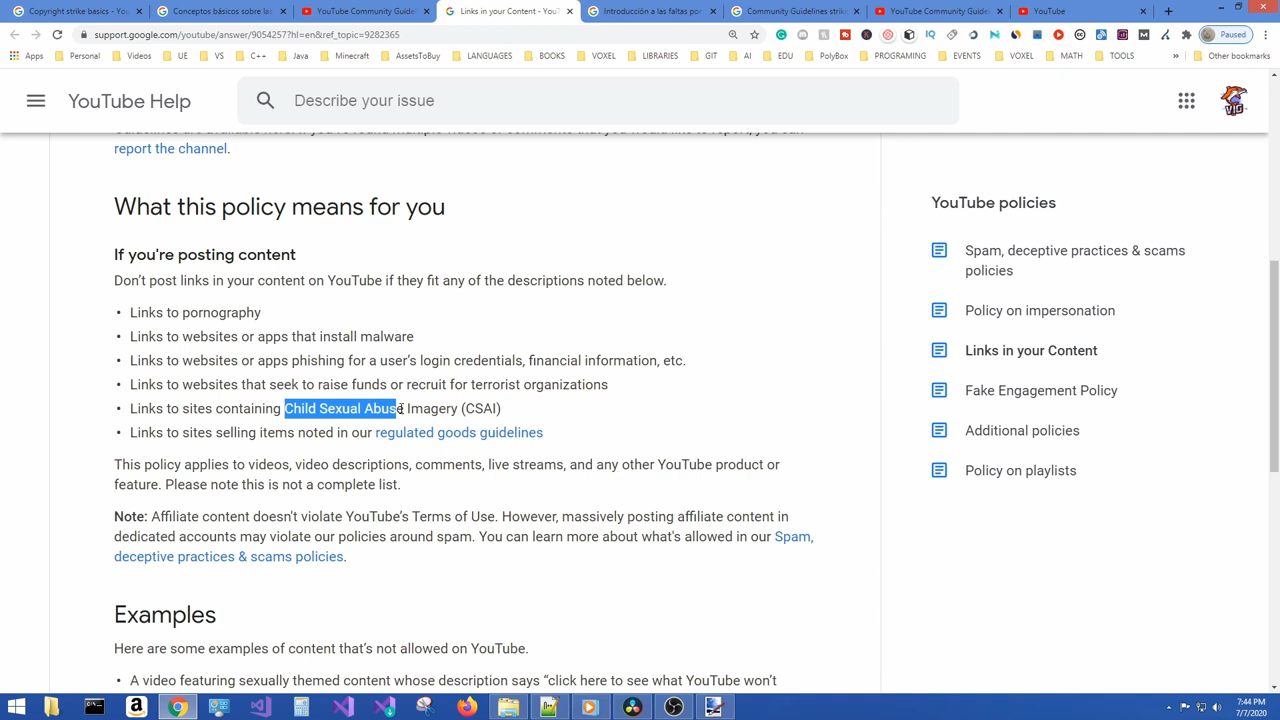 Copyright strike basics - Yo
Conceptos básicos sobre las
YouTube Community Guidel
Links in your Content - YouT
Introducción a las faltas por
Community Guidelines strike
YouTube Community Guidel
YouTube
support.google.com/youtube/answer/9054257?hl=en&ref_topic=9282365
Paused
Apps Personal Videos UE VS C++ Java Minecraft AssetsToBuy LANGUAGES BOOKS VOXEL LIBRARIES GIT AI EDU PolyBox PROGRAMING EVENTS VOXEL MATH TOOLS » Other bookmarks
YouTube Help
Describe your issue
report the channel.
What this policy means for you
If you're posting content
Don’t post links in your content on YouTube if they fit any of the descriptions noted below.
• Links to pornography
• Links to websites or apps that install malware
• Links to websites or apps phishing for a user’s login credentials, financial information, etc.
• Links to websites that seek to raise funds or recruit for terrorist organizations
• Links to sites containing Child Sexual Abuse Imagery (CSAI)
• Links to sites selling items noted in our regulated goods guidelines
This policy applies to videos, video descriptions, comments, live streams, and any other YouTube product or
feature. Please note this is not a complete list.
Note: Affiliate content doesn't violate YouTube’s Terms of Use. However, massively posting affiliate content in
dedicated accounts may violate our policies around spam. You can learn more about what's allowed in our Spam,
deceptive practices & scams policies.
Examples
Here are some examples of content that’s not allowed on YouTube.
• A video featuring sexually themed content whose description says “click here to see what YouTube won’t
YouTube policies
Spam, deceptive practices & scams
policies
Policy on impersonation
Links in your Content
Fake Engagement Policy
Additional policies
Policy on playlists
7:44 PM
7/7/2020